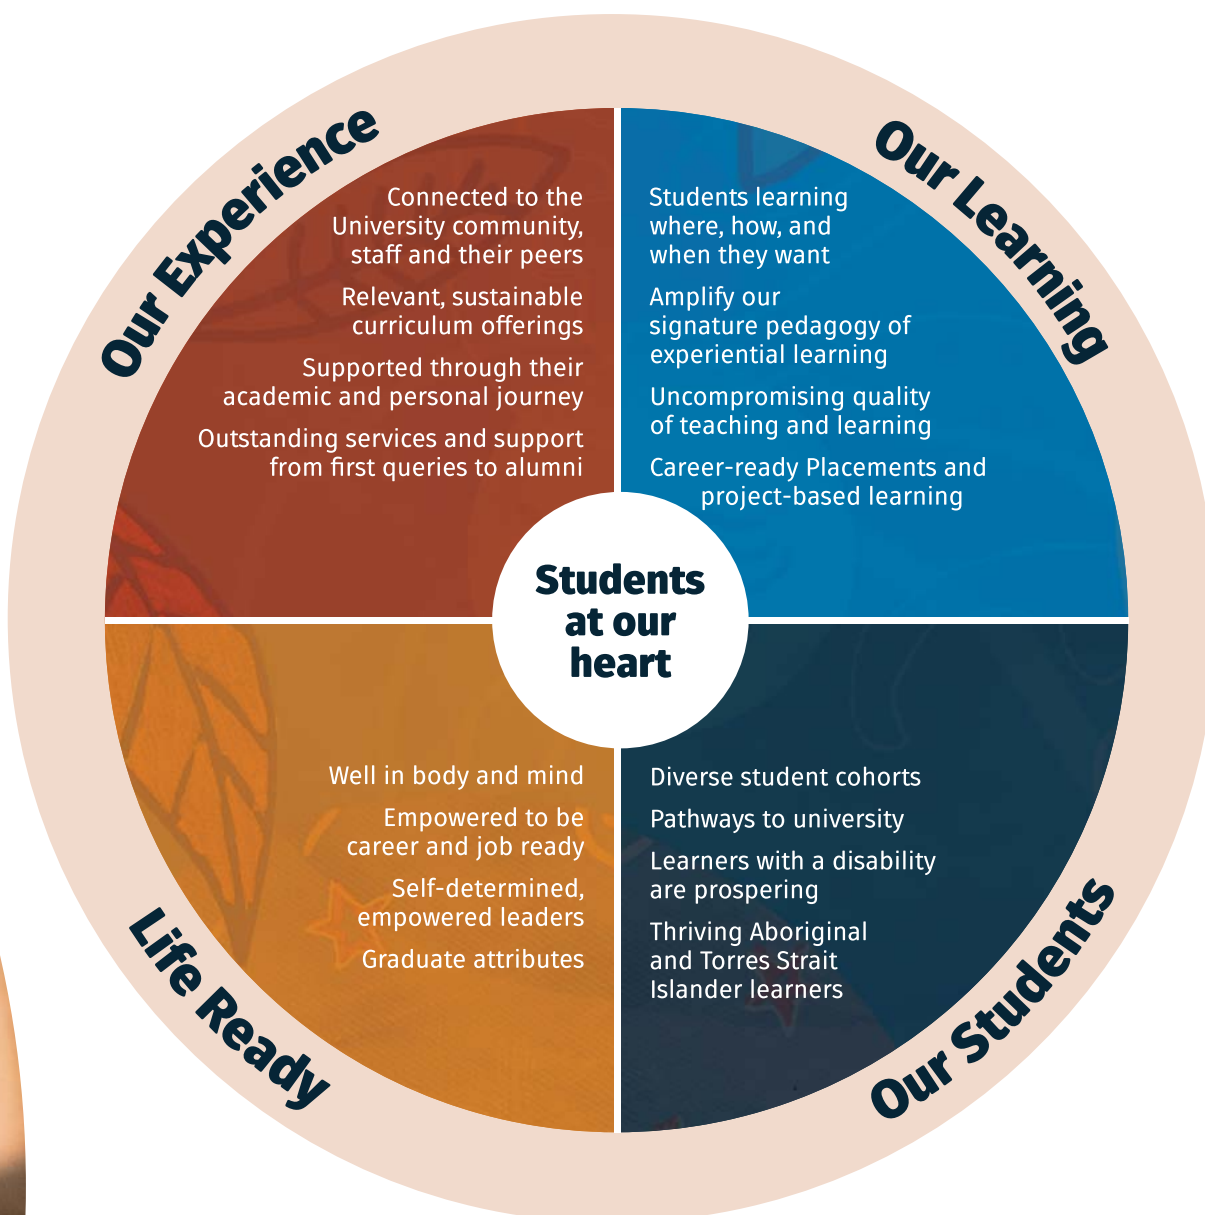 Our Experience
Connected to the
University community,
staff and their peers
Relevant, sustainable
curriculum offerings
Supported through their
academic and personal journey
Outstanding services and support
from first queries to alumni
Our Learning
Students learning
where, how, and
when they want
Amplify our
signature pedagogy of
experiential learning
Uncompromising quality
of teaching and learning
Career-ready Placements and
project-based learning
Students
at our
heart
Life Ready
Well in body and mind
Empowered to be
career and job ready
Self-determined,
empowered leaders
Graduate attributes
Our Students
Diverse student cohorts
Pathways to university
Learners with a disability
are prospering
Thriving Aboriginal
and Torres Strait
Islander learners